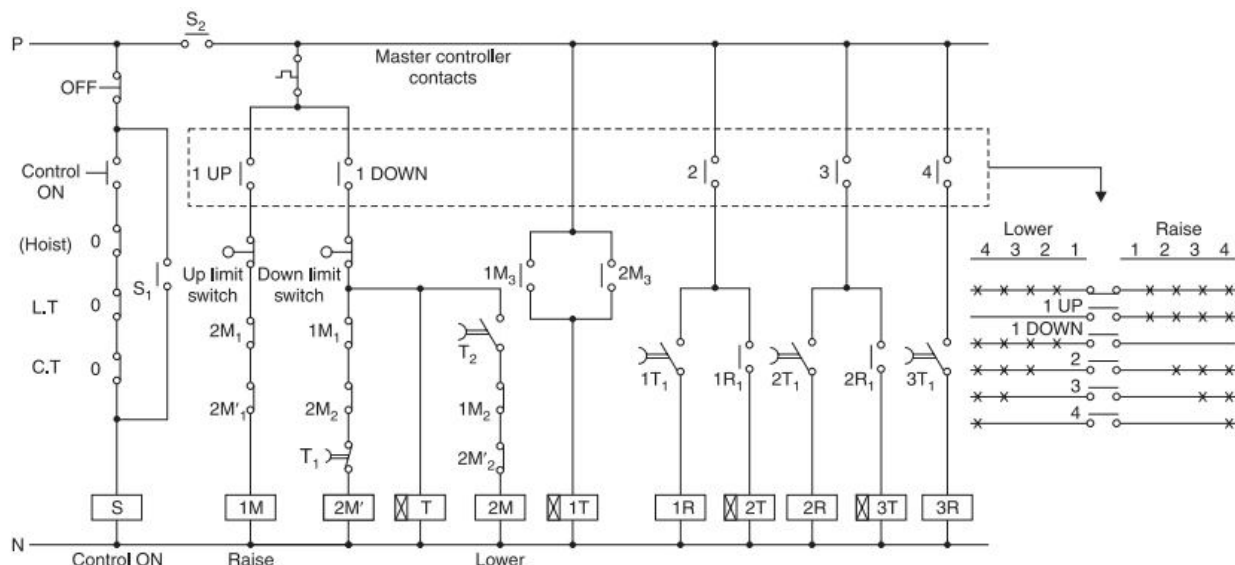 S₂
P
Master controller
contacts
OFF
Control
ON
1 UP
1 DOWN
2
3
4
(Hoist) 0
S₁
Up limit
switch
Down limit
switch
1M₃
2M₃
L.T 0
2M₁
1M₁
T₂
C.T 0
2M'₁
2M₂
1M₂
T₁
2M'₂
1T₁
1R₁
2T₁
2R₁
3T₁
S
1M
2M'
T
2M
1T
1R
2T
2R
3T
3R
N
Control ON
Raise
Lower
Lower
Raise
4 3 2 1
1 2 3 4
1 UP
1 DOWN
2
3
4